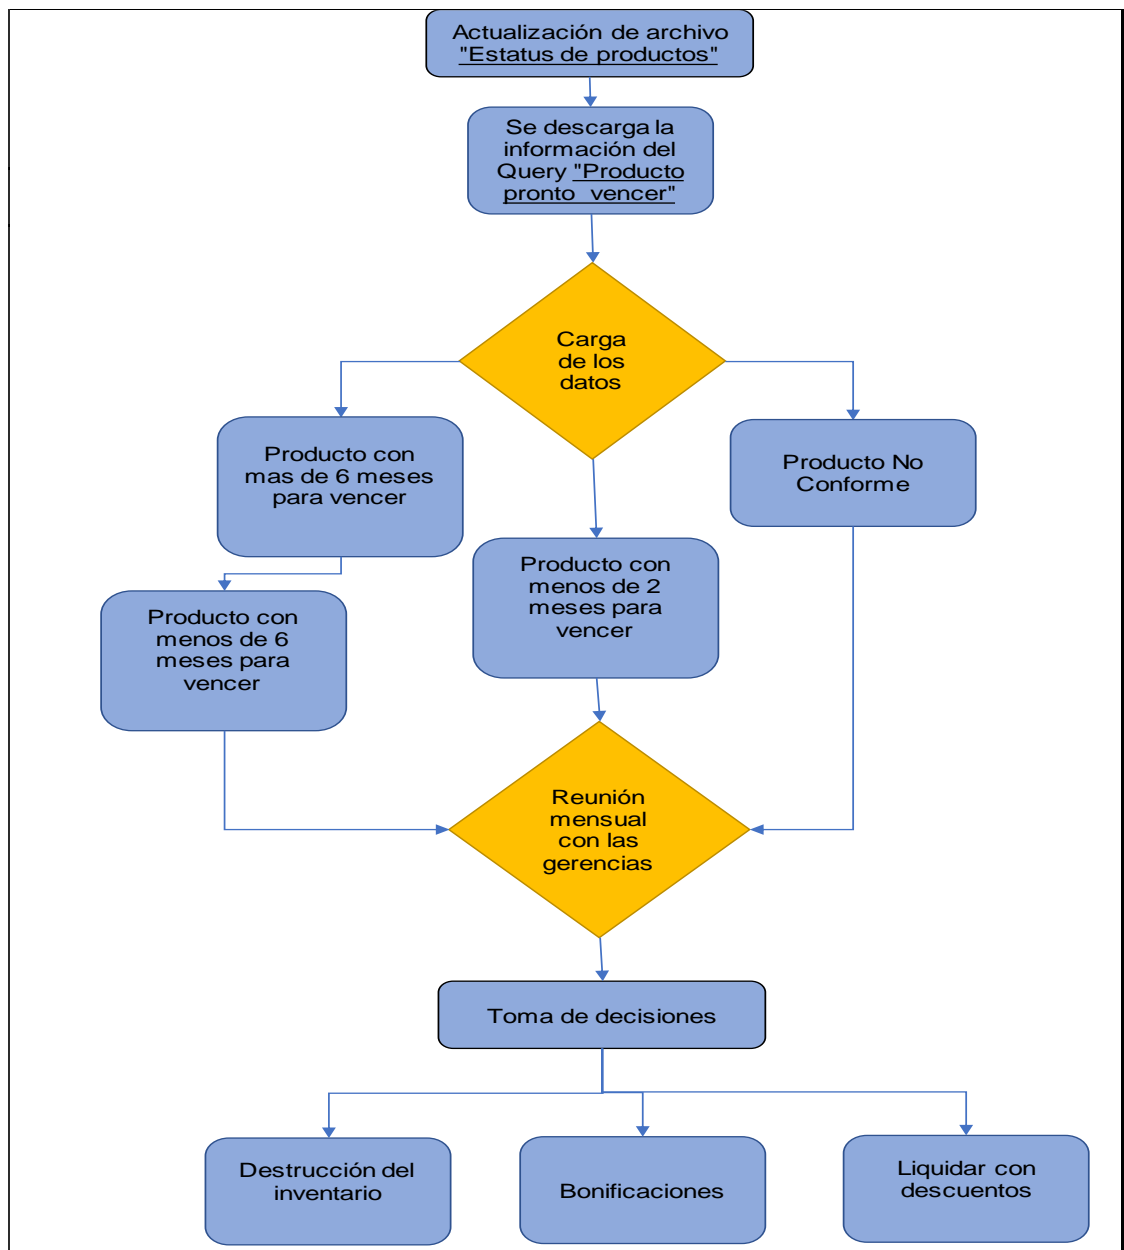 Actualización de archivo
"Estatus de productos"
Se descarga la
información del
Query "Producto
pronto vencer"
Carga
de los
datos
Producto con
mas de 6 meses
para vencer
Producto No
Conforme
Producto con
menos de 2
meses para
vencer
Producto con
menos de 6
meses para
vencer
Reunión
mensual
con las
gerencias
Toma de decisiones
Destrucción del
inventario
Bonificaciones
Liquidar con
descuentos